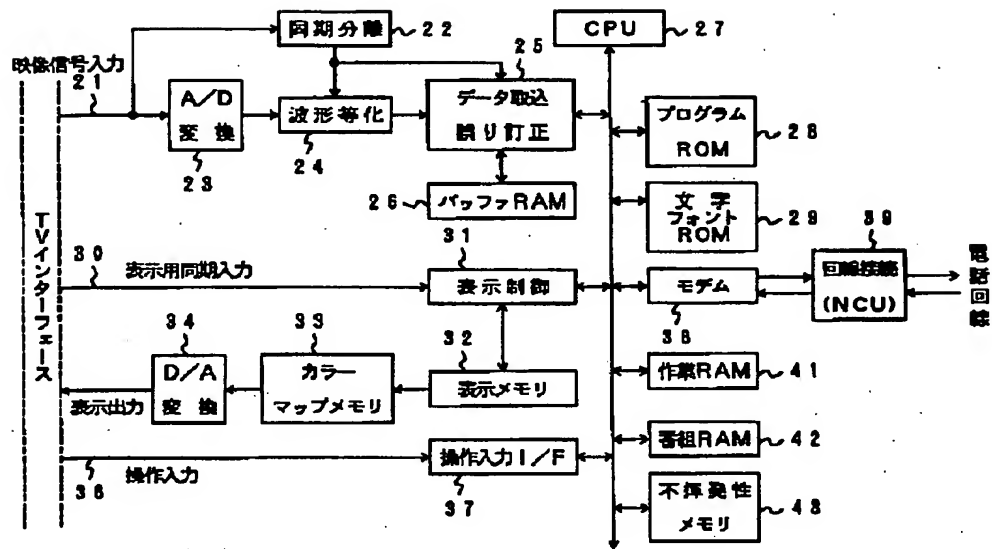 同期分離 22
CPU 27
映像信号入力
21
A/D
変換
23
波形等化
24
25
データ取込
誤り訂正
26 バッファRAM
プログラム
ROM
28
文字
フォント
ROM
29
TVインターフェース
30
表示用同期入力
31
表示制御
モデム
38
39
回線接続
(NCU)
電話回線
34
D/A
変換
表示出力
33
カラー
マップメモリ
32
表示メモリ
作業RAM 41
番組RAM 42
操作入力
36
操作入力I/F
37
不揮発性
メモリ
43